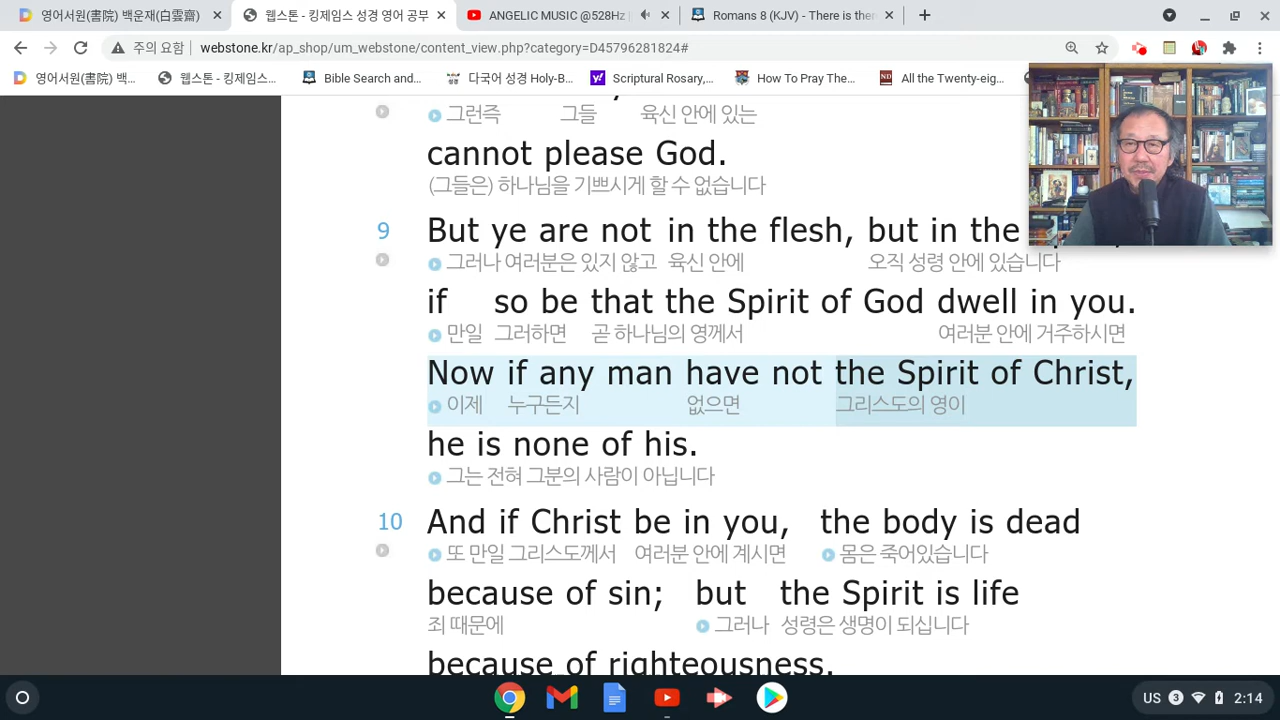 영어서원(書院) 백운재(白雲齋)
웹스톤 - 킹제임스 성경 영어 공부
ANGELIC MUSIC @528Hz
Romans 8 (KJV) - There is ther
주의 요함
webstone.kr/ap_shop/um_webstone/content_view.php?category=D45796281824#
영어서원(書院) 백...
웹스톤 - 킹제임스...
Bible Search and...
다국어 성경 Holy-B...
Scriptural Rosary,...
How To Pray The...
All the Twenty-eig...
그런즉 그들 육신 안에 있는
cannot please God.
(그들은) 하나님을 기쁘시게 할 수 없습니다
9 But ye are not in the flesh, but in the
그러나 여러분은 있지 않고 육신 안에 오직 성령 안에 있습니다
if so be that the Spirit of God dwell in you.
만일 그러하면 곧 하나님의 영께서 여러분 안에 거주하시면
Now if any man have not the Spirit of Christ,
이제 누구든지 없으면 그리스도의 영이
he is none of his.
그는 전혀 그분의 사람이 아닙니다
10 And if Christ be in you, the body is dead
또 만일 그리스도께서 여러분 안에 계시면 몸은 죽어있습니다
because of sin; but the Spirit is life
죄 때문에 그러나 성령은 생명이 되십니다
because of righteousness.
US 3 2:14